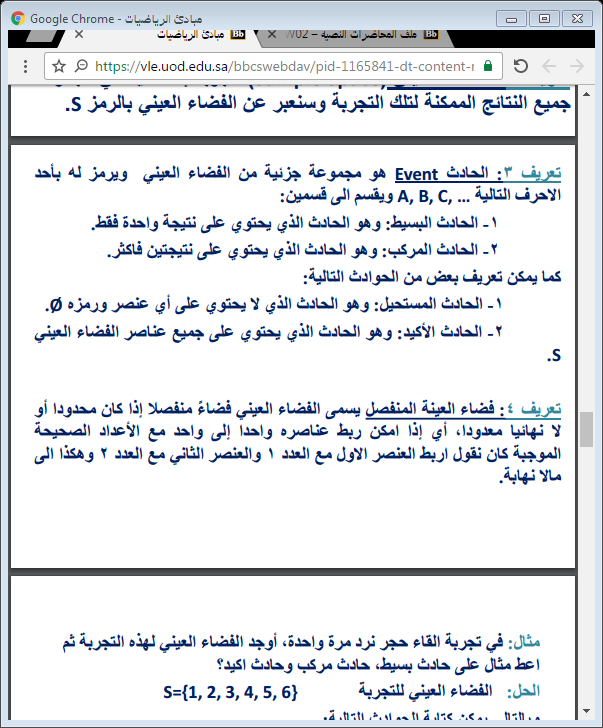 مبادئ الرياضيات - Google Chrome
مبادئ الرياضيات
ملف المحاضرات النصية – W02
https://vle.uod.edu.sa/bbcswebdav/pid-1165841-dt-content-r
جميع النتائج الممكنة لتلك التجربة وسنعبر عن الفضاء العيني بالرمز S.
تعريف ٣: الحادث Event هو مجموعة جزئية من الفضاء العيني ويرمز له بأحد
الاحرف التالية A, B, C, ... ويقسم الى قسمين:
١- الحادث البسيط: وهو الحادث الذي يحتوي على نتيجة واحدة فقط.
٢- الحادث المركب: وهو الحادث الذي يحتوي على نتيجتين فاكثر.
كما يمكن تعريف بعض من الحوادث التالية:
١- الحادث المستحيل: وهو الحادث الذي لا يحتوي على أي عنصر ورمزه Ø.
٢- الحادث الأكيد: وهو الحادث الذي يحتوي على جميع عناصر الفضاء العيني
S.
تعريف ٤: فضاء العينة المنفصل يسمى الفضاء العيني فضاءً منفصلا إذا كان محدودا أو
لا نهائيا معدودا، أي إذا امكن ربط عناصره واحدا إلى واحد مع الأعداد الصحيحة
الموجبة كان نقول اربط العنصر الاول مع العدد ١ والعنصر الثاني مع العدد ٢ وهكذا الى
مالا نهاية.
مثال: في تجربة القاء حجر نرد مرة واحدة، أوجد الفضاء العيني لهذه التجربة ثم
اعط مثال على حادث بسيط، حادث مركب وحادث اكيد؟
الحل: الفضاء العيني للتجربة S={1, 2, 3, 4, 5, 6}
وبالتالي يمكن كتابة الحوادث التالية: